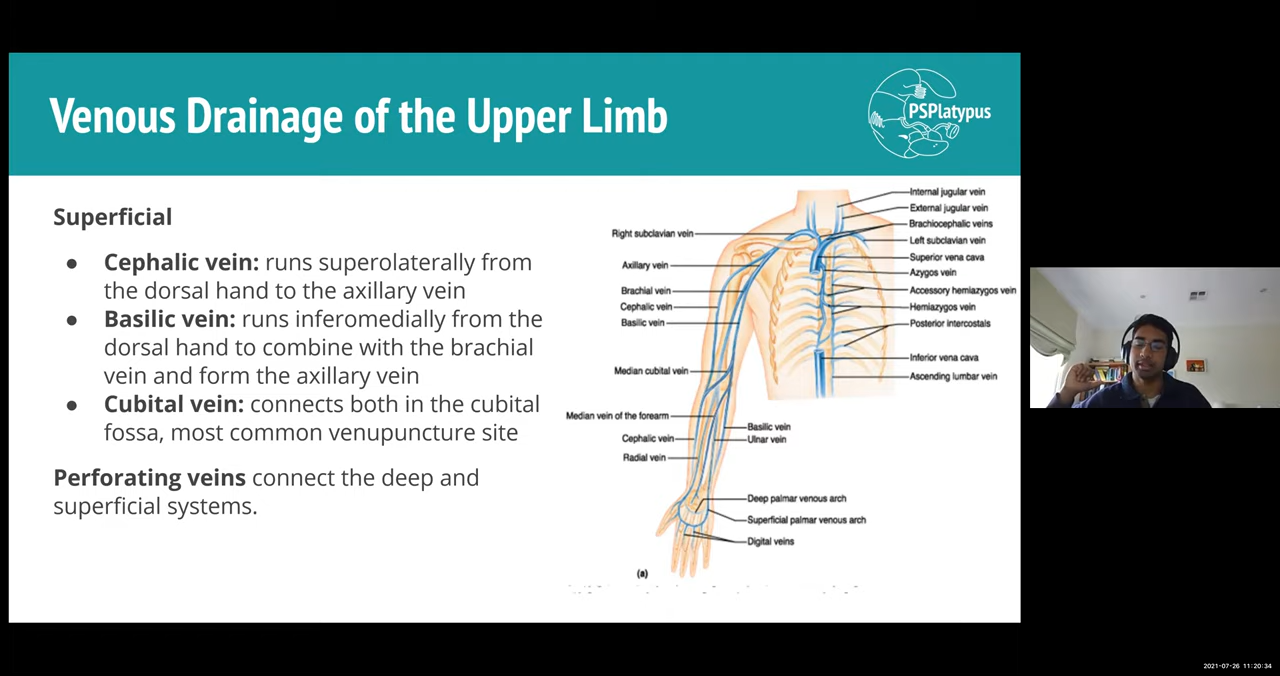 Venous Drainage of the Upper Limb
PSPlatypus
Superficial
● Cephalic vein: runs superolaterally from
the dorsal hand to the axillary vein
● Basilic vein: runs inferomedially from the
dorsal hand to combine with the brachial
vein and form the axillary vein
● Cubital vein: connects both in the cubital
fossa, most common venupuncture site
Perforating veins connect the deep and
superficial systems.
Right subclavian vein
Axillary vein
Brachial vein
Cephalic vein
Basilic vein
Median cubital vein
Median vein of the forearm
Cephalic vein
Radial vein
Internal jugular vein
External jugular vein
Brachiocephalic veins
Left subclavian vein
Superior vena cava
Azygos vein
Accessory hemiazygos vein
Hemiazygos vein
Posterior intercostals
Inferior vena cava
Ascending lumbar vein
Basilic vein
Ulnar vein
Deep palmar venous arch
Superficial palmar venous arch
Digital veins
(a)
2021-07-26 11:20:34